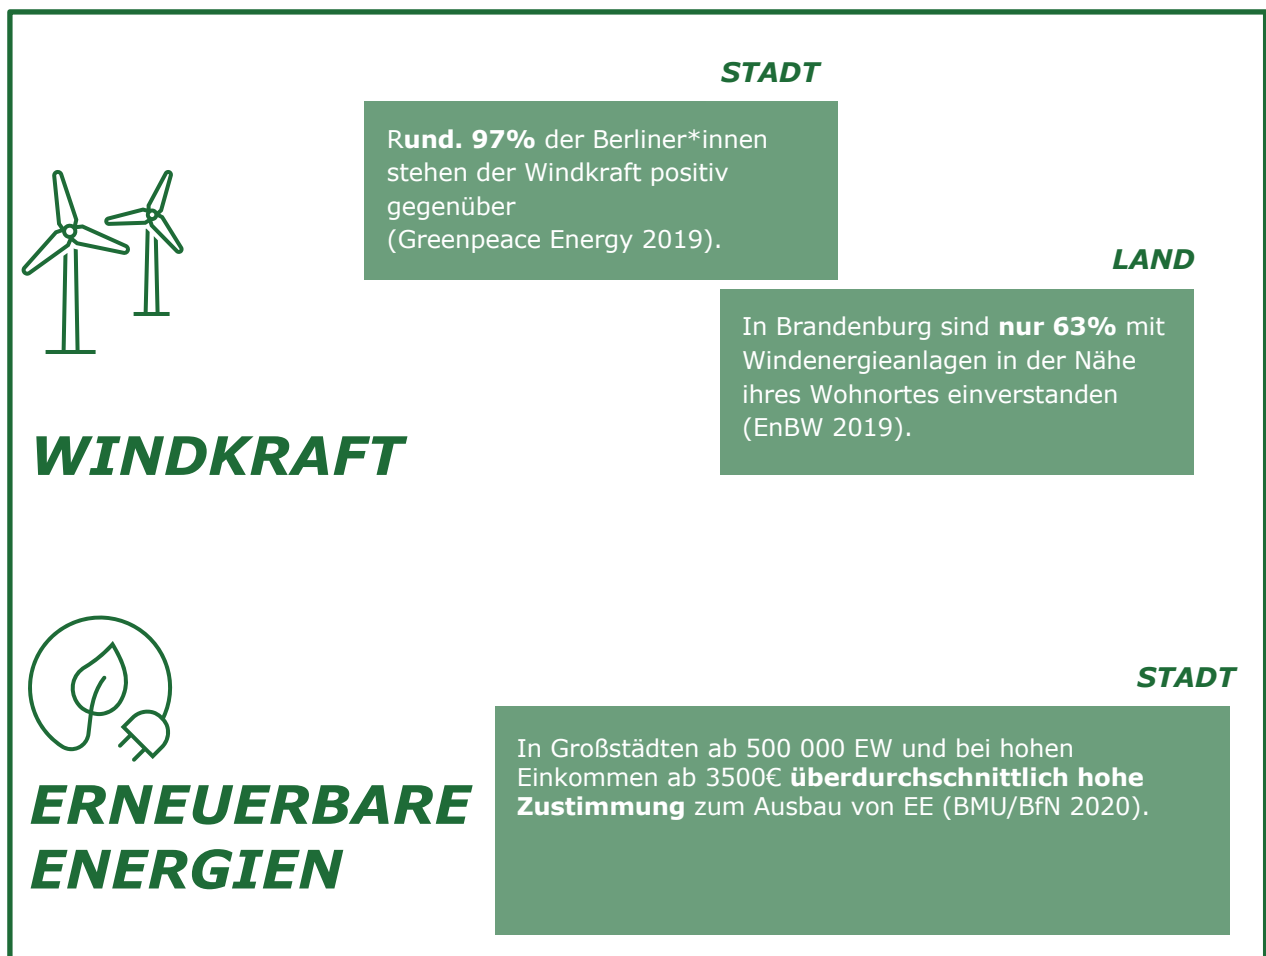 STADT
Rund. 97% der Berliner*innen
stehen der Windkraft positiv
gegenüber
(Greenpeace Energy 2019).
LAND
In Brandenburg sind nur 63% mit
Windenergieanlagen in der Nähe
ihres Wohnortes einverstanden
(EnBW 2019).
WINDKRAFT
STADT
In Großstädten ab 500 000 EW und bei hohen
Einkommen ab 3500€ überdurchschnittlich hohe
Zustimmung zum Ausbau von EE (BMU/BfN 2020).
ERNEUERBARE
ENERGIEN